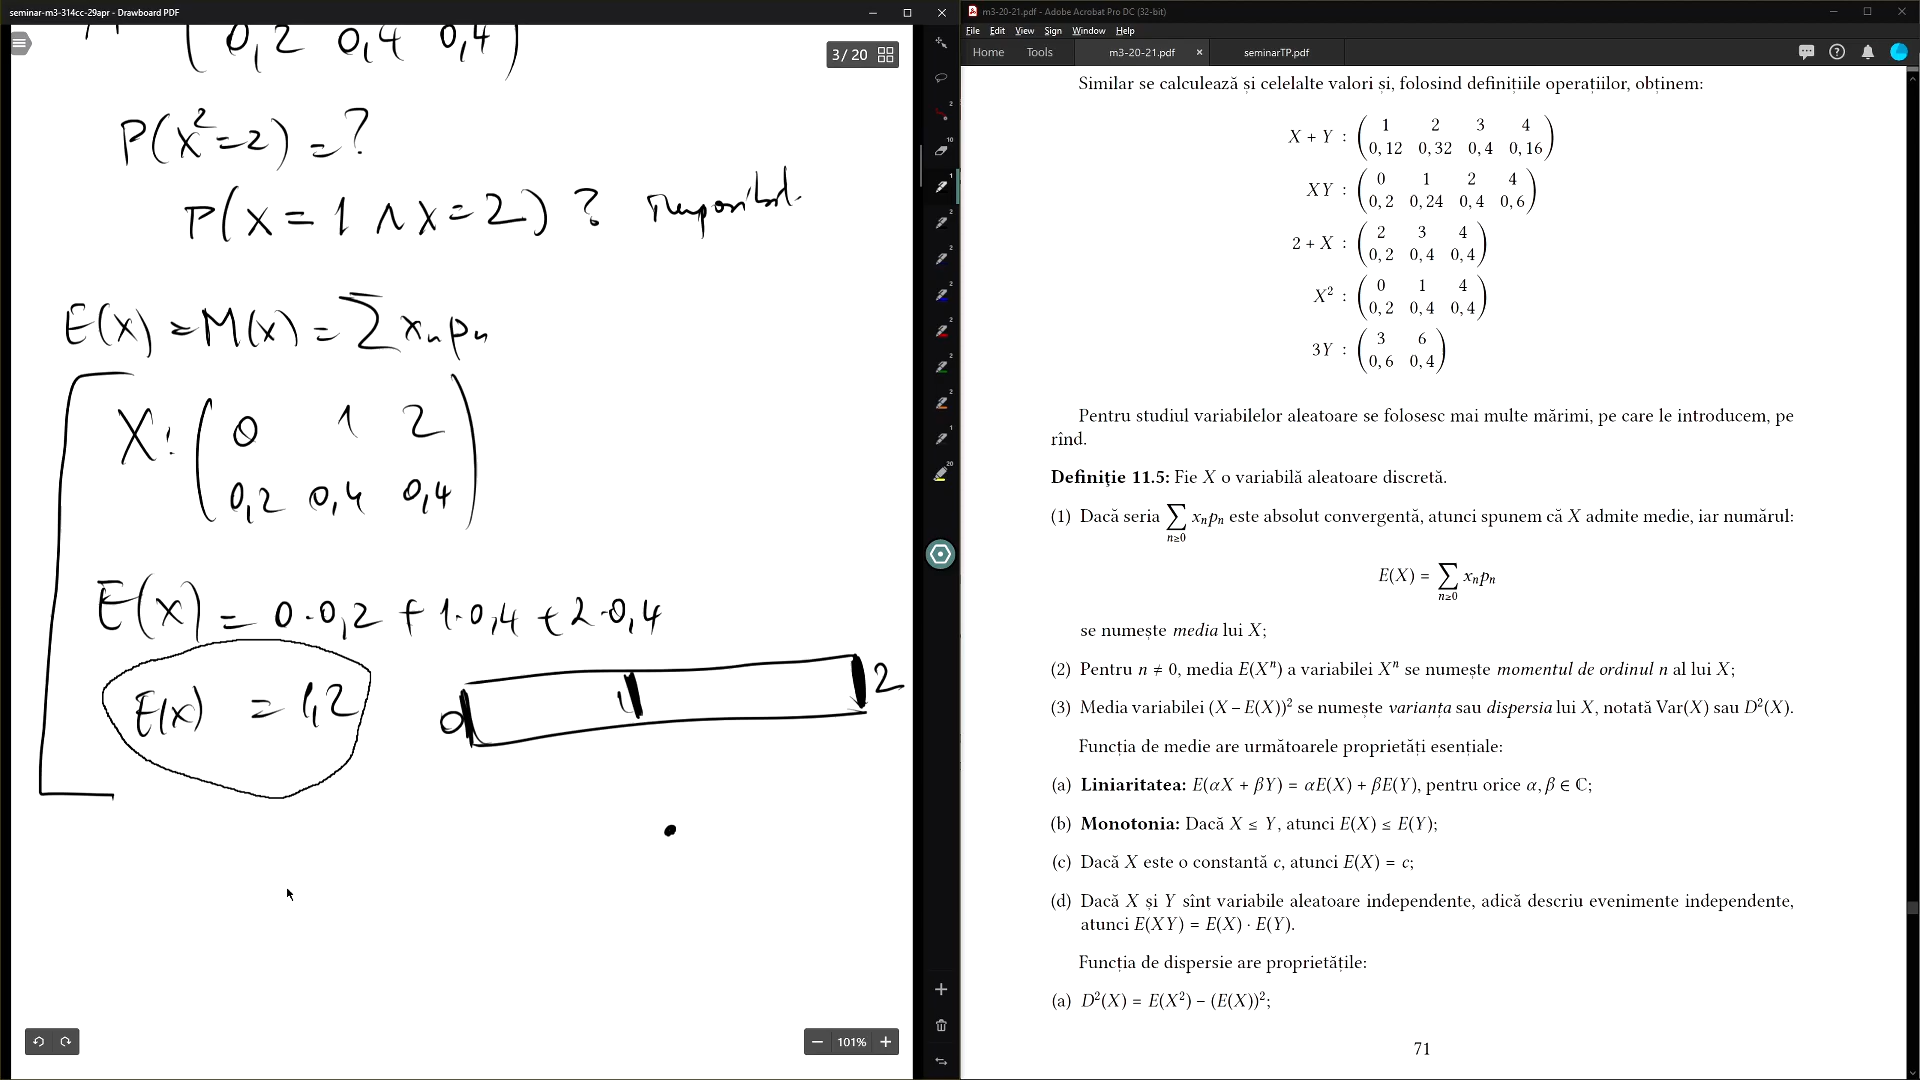 seminar-m3-314cc-29apr - Drawboard PDF
0,2 0,4 0,4
3/20
P(X²=2) = ?
P(X=1 ∧ X=2) ? Imposibil.
E(X) = M(X) = Σ xₙpₙ
X: 0 1 2
0,2 0,4 0,4
E(X) = 0·0,2 + 1·0,4 + 2·0,4
E(X) = 1,2
0 1 2
101%
m3-20-21.pdf - Adobe Acrobat Pro DC (32-bit)
File Edit View Sign Window Help
Home Tools m3-20-21.pdf × seminarTP.pdf
Similar se calculează și celelalte valori și, folosind definițiile operațiilor, obținem:
X + Y : ( 1 2 3 4
0, 12 0, 32 0, 4 0, 16 )
XY : ( 0 1 2 4
0, 2 0, 24 0, 4 0, 6 )
2 + X : ( 2 3 4
0, 2 0, 4 0, 4 )
X² : ( 0 1 4
0, 2 0, 4 0, 4 )
3Y : ( 3 6
0, 6 0, 4 )
Pentru studiul variabilelor aleatoare se folosesc mai multe mărimi, pe care le introducem, pe
rînd.
Definiție 11.5: Fie X o variabilă aleatoare discretă.
(1) Dacă seria ∑ₙ≥₀ xₙpₙ este absolut convergentă, atunci spunem că X admite medie, iar numărul:
E(X) = ∑ₙ≥₀ xₙpₙ
se numește media lui X;
(2) Pentru n ≠ 0, media E(Xⁿ) a variabilei Xⁿ se numește momentul de ordinul n al lui X;
(3) Media variabilei (X – E(X))² se numește varianța sau dispersia lui X, notată Var(X) sau D²(X).
Funcția de medie are următoarele proprietăți esențiale:
(a) Liniaritatea: E(αX + βY) = αE(X) + βE(Y), pentru orice α, β ∈ ℂ;
(b) Monotonia: Dacă X ≤ Y, atunci E(X) ≤ E(Y);
(c) Dacă X este o constantă c, atunci E(X) = c;
(d) Dacă X și Y sînt variabile aleatoare independente, adică descriu evenimente independente,
atunci E(XY) = E(X) · E(Y).
Funcția de dispersie are proprietățile:
(a) D²(X) = E(X²) – (E(X))²;
71